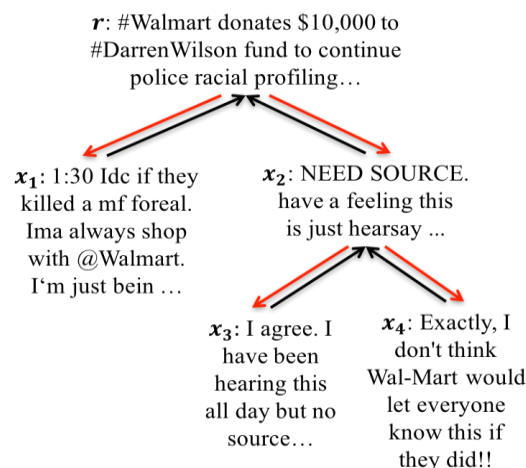 r: #Walmart donates $10,000 to
#DarrenWilson fund to continue
police racial profiling…
x₁: 1:30 Idc if they
killed a mf foreal.
Ima always shop
with @Walmart.
I‘m just bein …
x₂: NEED SOURCE.
have a feeling this
is just hearsay ...
x₃: I agree. I
have been
hearing this
all day but no
source…
x₄: Exactly, I
don't think
Wal-Mart would
let everyone
know this if
they did!!